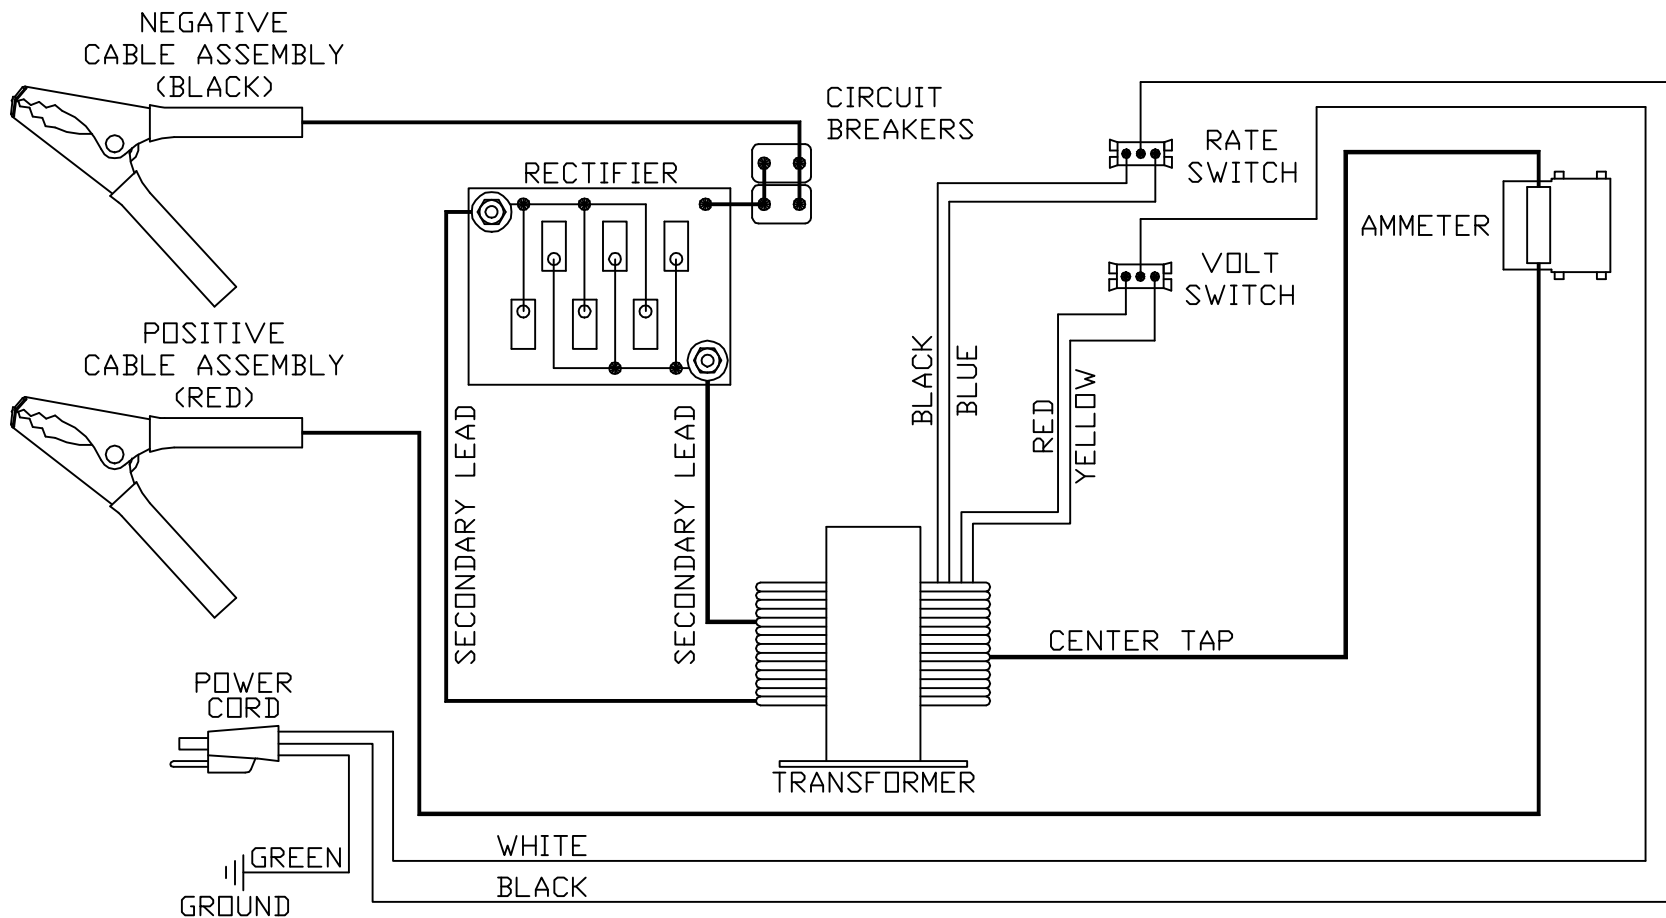 NEGATIVE
CABLE ASSEMBLY
(BLACK)
CIRCUIT
BREAKERS
RECTIFIER
RATE
SWITCH
AMMETER
VOLT
SWITCH
POSITIVE
CABLE ASSEMBLY
(RED)
SECONDARY LEAD
SECONDARY LEAD
BLACK
BLUE
RED
YELLOW
CENTER TAP
POWER
CORD
TRANSFORMER
WHITE
GREEN
BLACK
GROUND